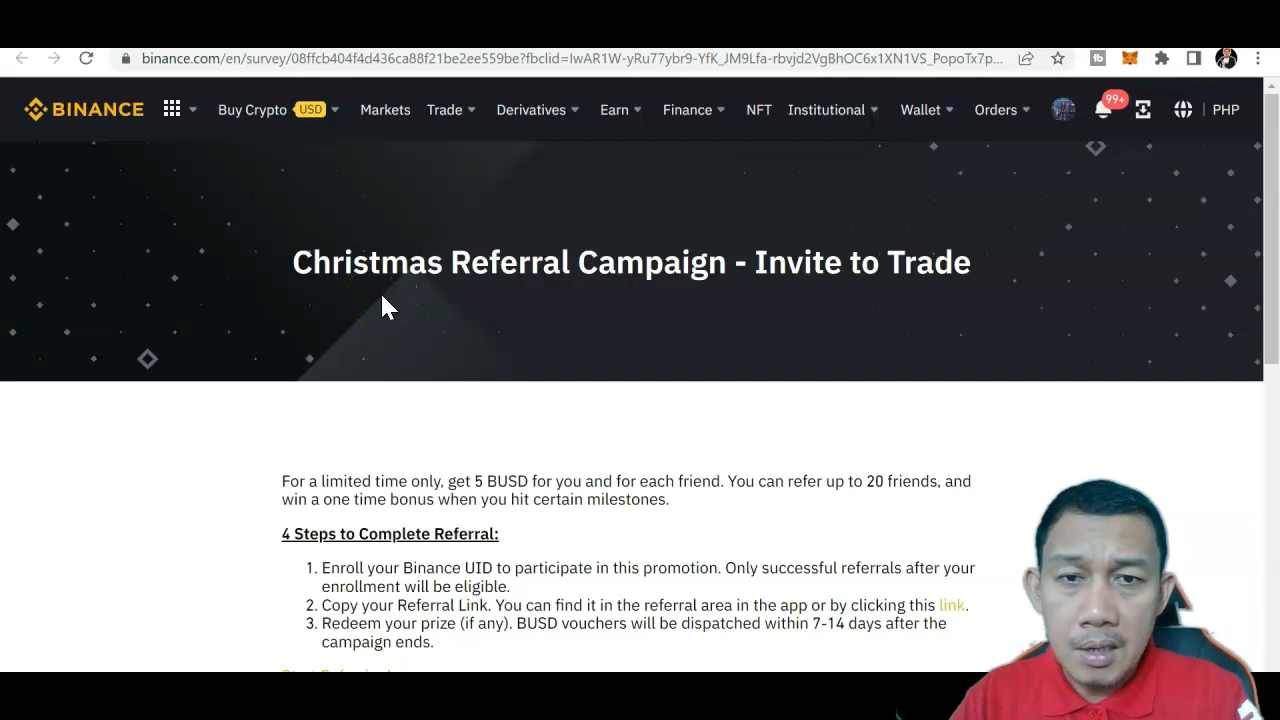 binance.com/en/survey/
BINANCE Buy Crypto USD Markets Trade Derivatives Earn Finance NFT Institutional Wallet Orders 99+ PHP
Christmas Referral Campaign - Invite to Trade
For a limited time only, get 5 BUSD for you and for each friend. You can refer up to 20 friends, and
win a one time bonus when you hit certain milestones.
4 Steps to Complete Referral:
1. Enroll your Binance UID to participate in this promotion. Only successful referrals after your
enrollment will be eligible.
2. Copy your Referral Link. You can find it in the referral area in the app or by clicking this link.
3. Redeem your prize (if any). BUSD vouchers will be dispatched within 7-14 days after the
campaign ends.